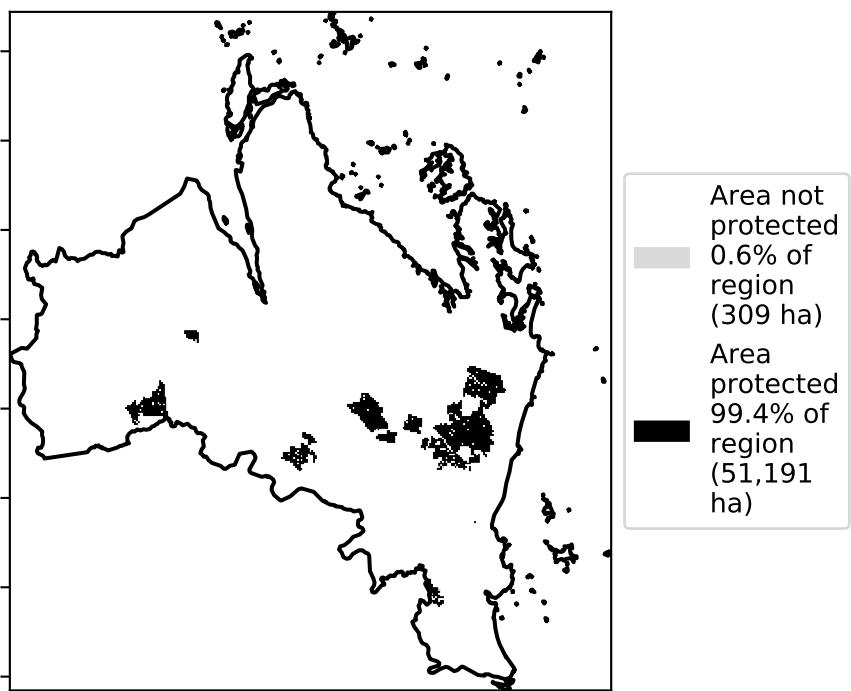 Area not
protected
0.6% of
region
(309 ha)
Area
protected
99.4% of
region
(51,191
ha)